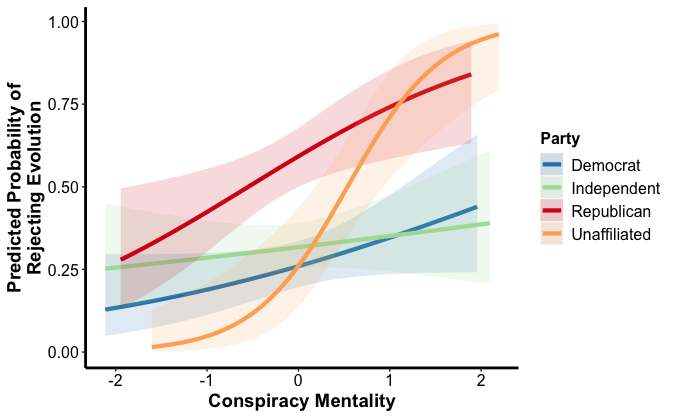 Predicted Probability of
Rejecting Evolution
1.00
0.75
0.50
0.25
0.00
-2
-1
0
1
2
Conspiracy Mentality
Party
Democrat
Independent
Republican
Unaffiliated